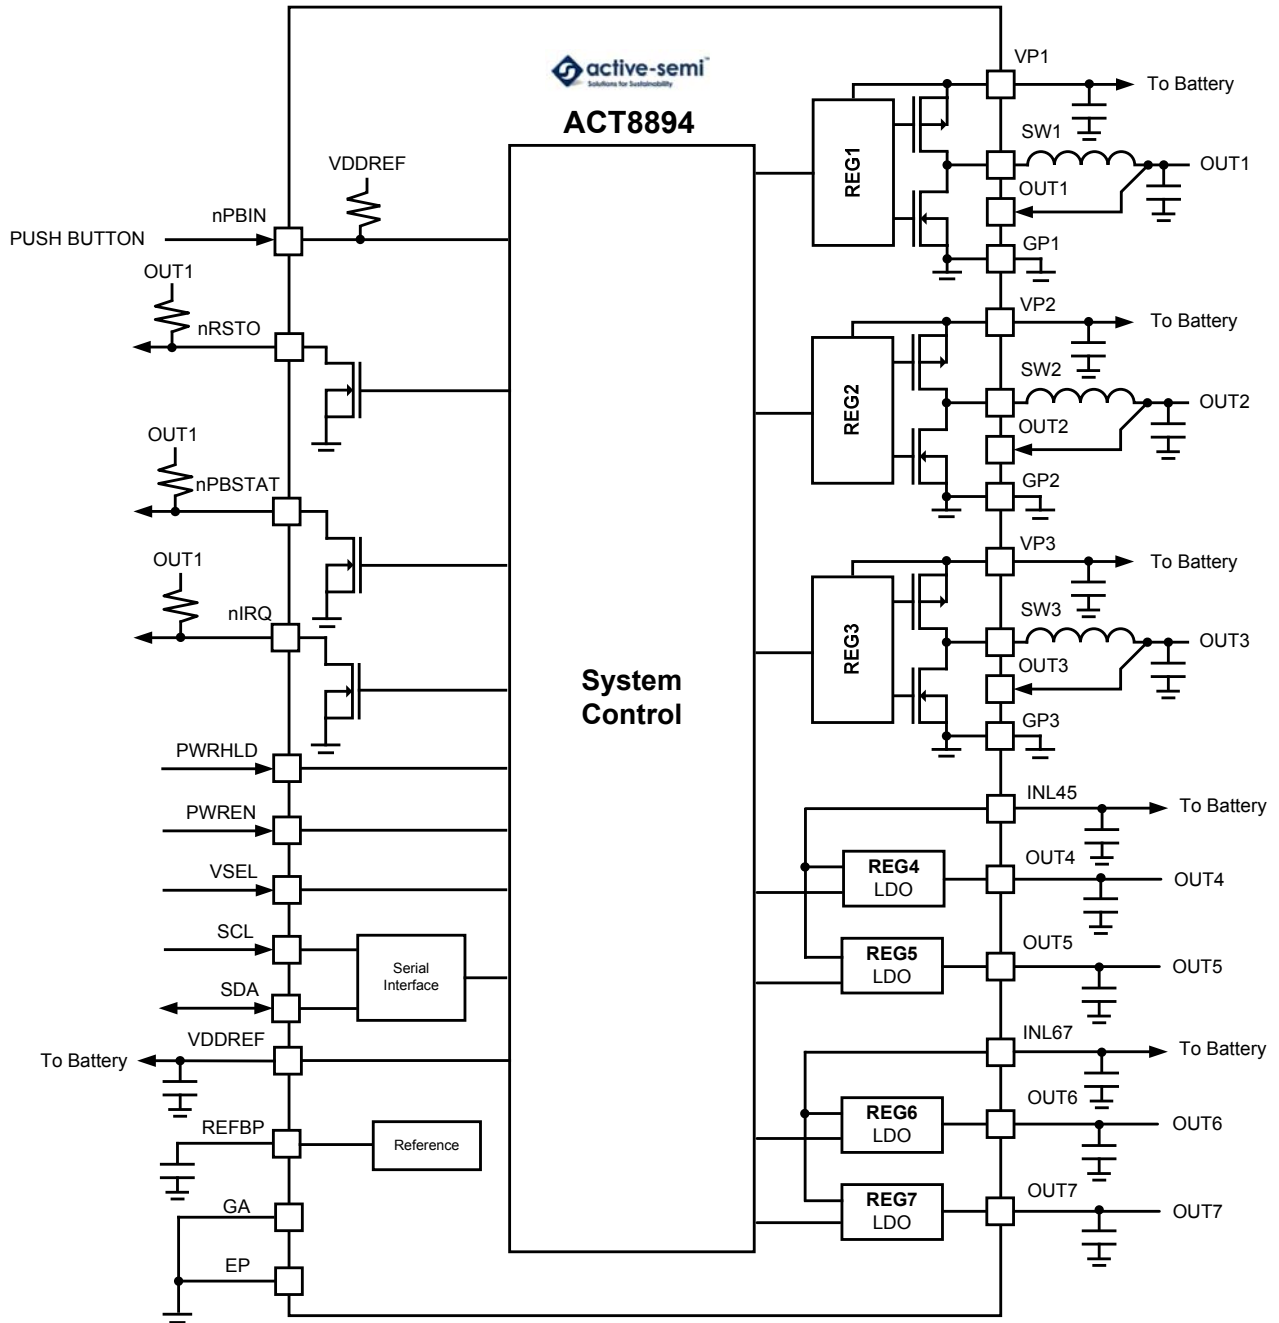 active-semi™
Solutions for Sustainability
ACT8894
VDDREF
nPBIN
PUSH BUTTON
OUT1
nRSTO
OUT1
nPBSTAT
OUT1
nIRQ
PWRHLD
PWREN
VSEL
SCL
Serial
Interface
SDA
VDDREF
To Battery
REFBP
Reference
GA
EP
System
Control
VP1
To Battery
REG1
SW1
OUT1
OUT1
GP1
VP2
To Battery
REG2
SW2
OUT2
OUT2
GP2
VP3
To Battery
REG3
SW3
OUT3
OUT3
GP3
INL45
To Battery
REG4
LDO
OUT4
OUT4
REG5
LDO
OUT5
OUT5
INL67
To Battery
REG6
LDO
OUT6
OUT6
REG7
LDO
OUT7
OUT7